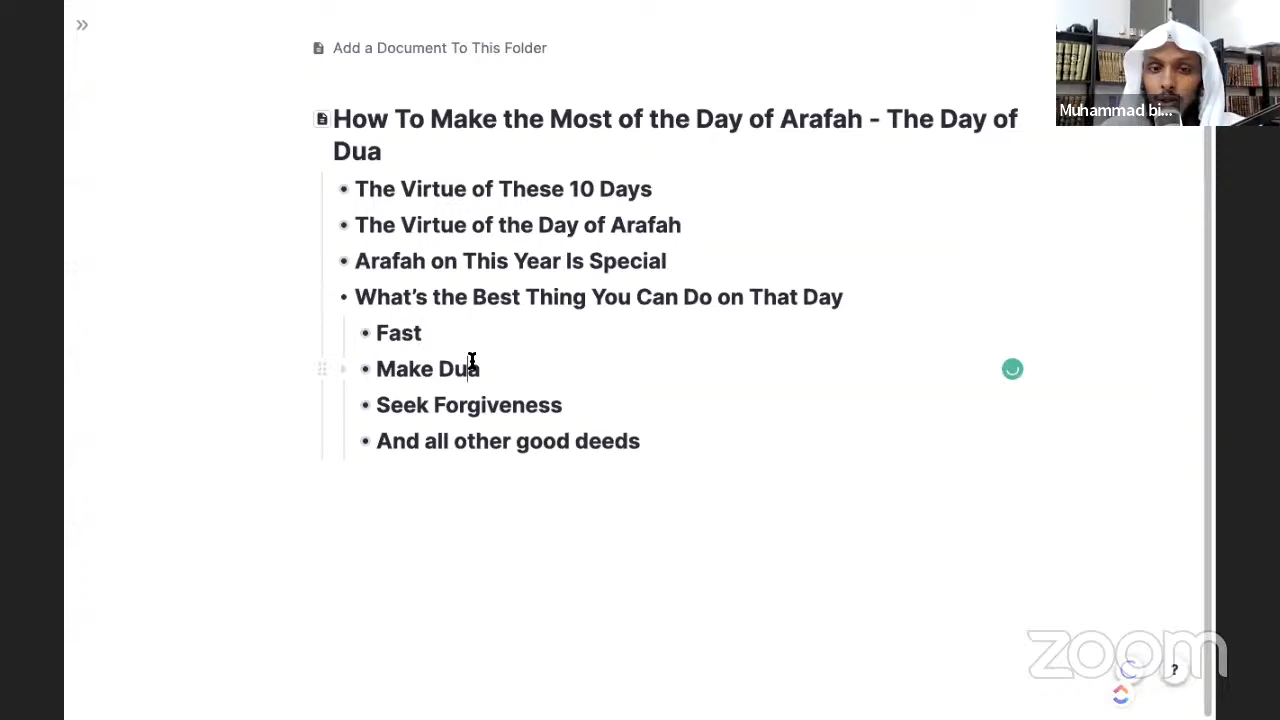 Add a Document To This Folder
Muhammad bi...
How To Make the Most of the Day of Arafah - The Day of
Dua
The Virtue of These 10 Days
The Virtue of the Day of Arafah
Arafah on This Year Is Special
What's the Best Thing You Can Do on That Day
Fast
Make Dua
Seek Forgiveness
And all other good deeds
zoom
?